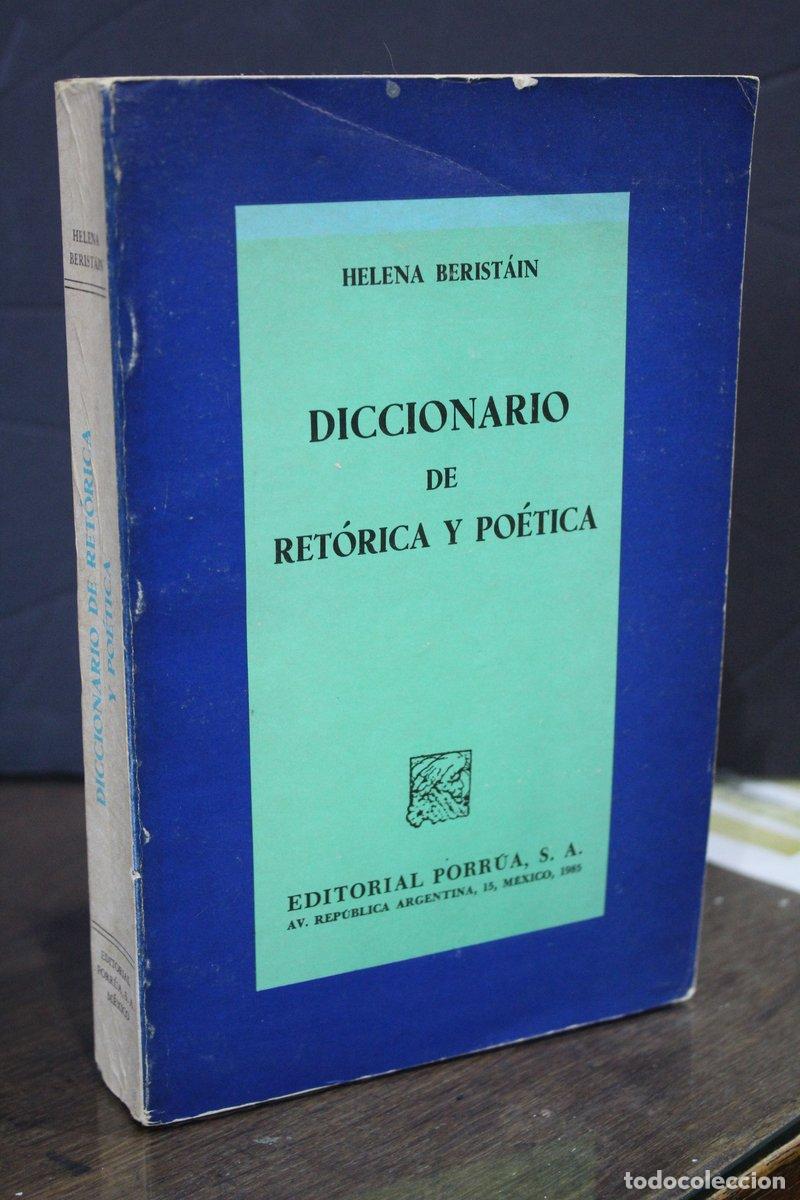 HELENA BERISTÁIN
DICCIONARIO
DE
RETÓRICA Y POÉTICA
EDITORIAL PORRÚA, S. A.
AV. REPÚBLICA ARGENTINA, 15, MÉXICO, 1985
HELENA
BERISTÁIN
DICCIONARIO DE RETÓRICA
Y POÉTICA
EDITORIAL
PORRÚA, S. A.
MÉXICO
todocoleccion